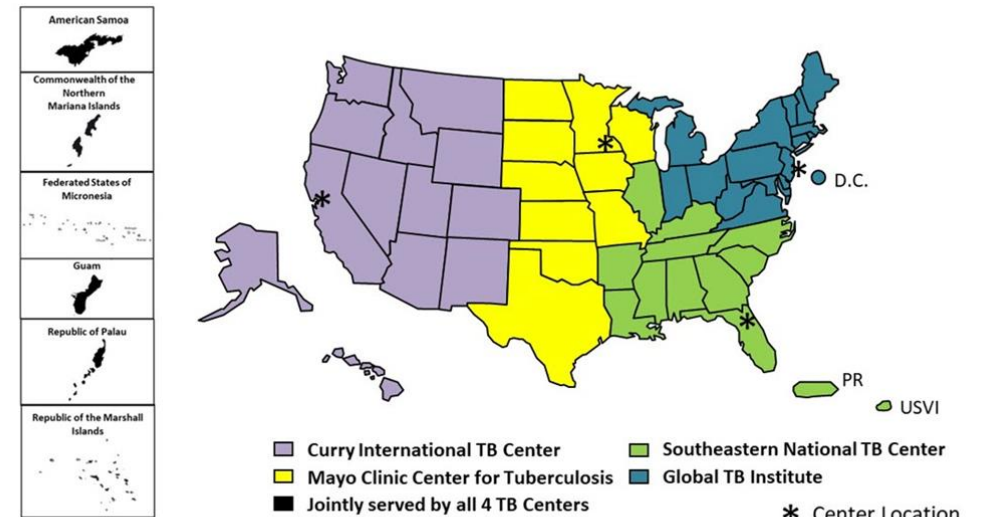 American Samoa
Commonwealth of the
Northern
Mariana Islands
Federated States of
Micronesia
Guam
Republic of Palau
Republic of the Marshall
Islands
D.C.
PR
USVI
Curry International TB Center
Mayo Clinic Center for Tuberculosis
Jointly served by all 4 TB Centers
Southeastern National TB Center
Global TB Institute
* Center Location